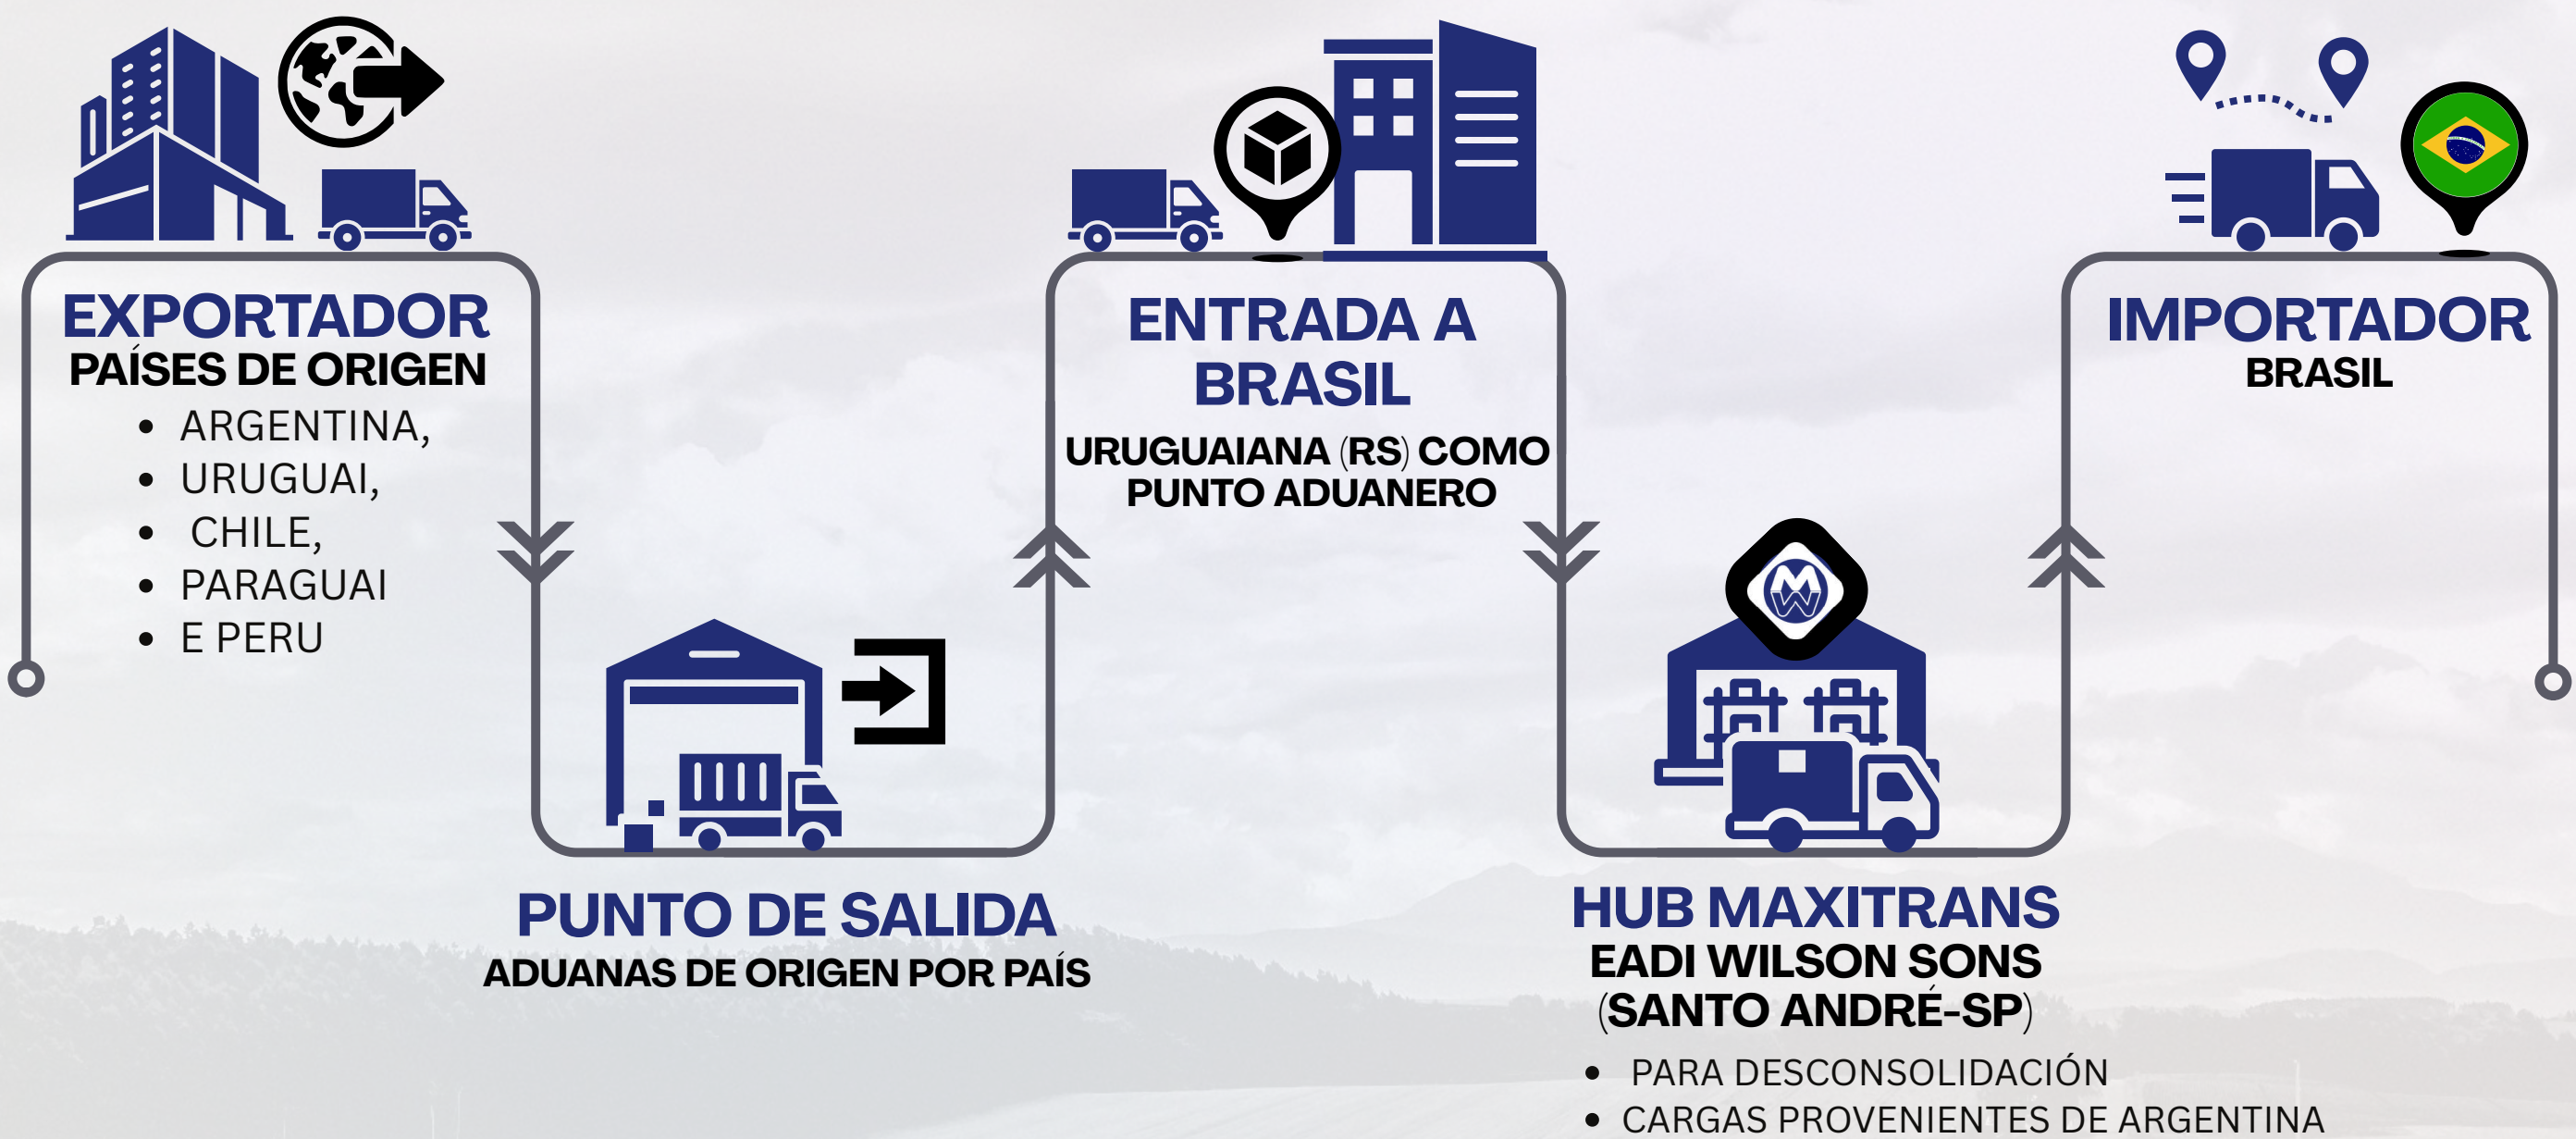 EXPORTADOR
PAÍSES DE ORIGEN
• ARGENTINA,
• URUGUAI,
• CHILE,
• PARAGUAI
• E PERU
PUNTO DE SALIDA
ADUANAS DE ORIGEN POR PAÍS
ENTRADA A
BRASIL
URUGUAIANA (RS) COMO
PUNTO ADUANERO
MW
HUB MAXITRANS
EADI WILSON SONS
(SANTO ANDRÉ-SP)
• PARA DESCONSOLIDACIÓN
• CARGAS PROVENIENTES DE ARGENTINA
IMPORTADOR
BRASIL